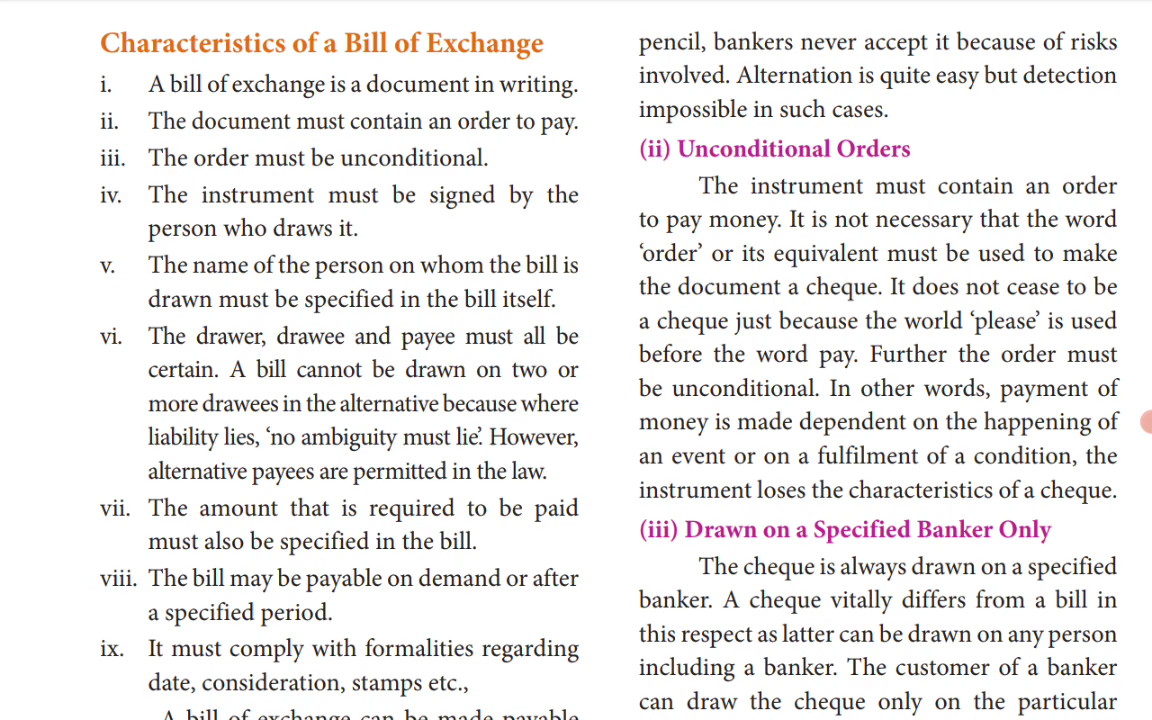 Characteristics of a Bill of Exchange
i. A bill of exchange is a document in writing.
ii. The document must contain an order to pay.
iii. The order must be unconditional.
iv. The instrument must be signed by the
person who draws it.
v. The name of the person on whom the bill is
drawn must be specified in the bill itself.
vi. The drawer, drawee and payee must all be
certain. A bill cannot be drawn on two or
more drawees in the alternative because where
liability lies, ‘no ambiguity must lie’. However,
alternative payees are permitted in the law.
vii. The amount that is required to be paid
must also be specified in the bill.
viii. The bill may be payable on demand or after
a specified period.
ix. It must comply with formalities regarding
date, consideration, stamps etc.,
A bill of exchange can be made payable
pencil, bankers never accept it because of risks
involved. Alternation is quite easy but detection
impossible in such cases.
(ii) Unconditional Orders
The instrument must contain an order
to pay money. It is not necessary that the word
‘order’ or its equivalent must be used to make
the document a cheque. It does not cease to be
a cheque just because the world ‘please’ is used
before the word pay. Further the order must
be unconditional. In other words, payment of
money is made dependent on the happening of
an event or on a fulfilment of a condition, the
instrument loses the characteristics of a cheque.
(iii) Drawn on a Specified Banker Only
The cheque is always drawn on a specified
banker. A cheque vitally differs from a bill in
this respect as latter can be drawn on any person
including a banker. The customer of a banker
can draw the cheque only on the particular